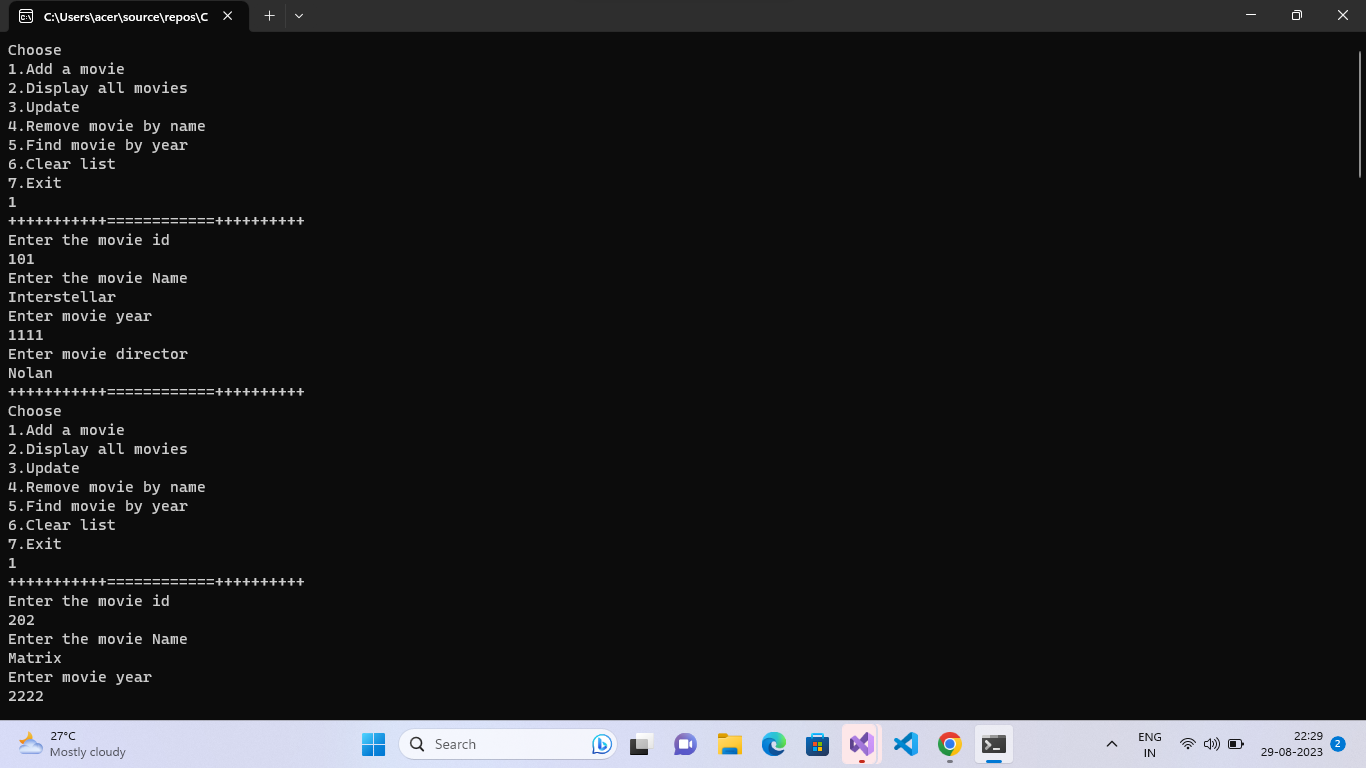 C:\Users\acer\source\repos\C
Choose
1.Add a movie
2.Display all movies
3.Update
4.Remove movie by name
5.Find movie by year
6.Clear list
7.Exit
1
+++++++++++============++++++++++
Enter the movie id
101
Enter the movie Name
Interstellar
Enter movie year
1111
Enter movie director
Nolan
+++++++++++============++++++++++
Choose
1.Add a movie
2.Display all movies
3.Update
4.Remove movie by name
5.Find movie by year
6.Clear list
7.Exit
1
+++++++++++============++++++++++
Enter the movie id
202
Enter the movie Name
Matrix
Enter movie year
2222
27°C
Mostly cloudy
Search
ENG
IN
22:29
29-08-2023
2